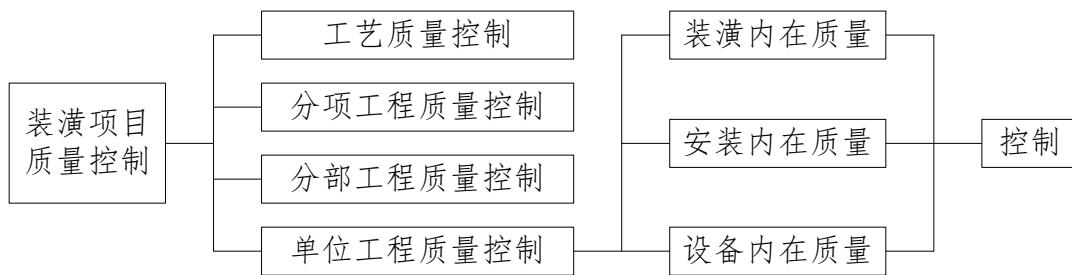 装潢项目
质量控制
工艺质量控制
分项工程质量控制
分部工程质量控制
单位工程质量控制
装潢内在质量
安装内在质量
设备内在质量
控制